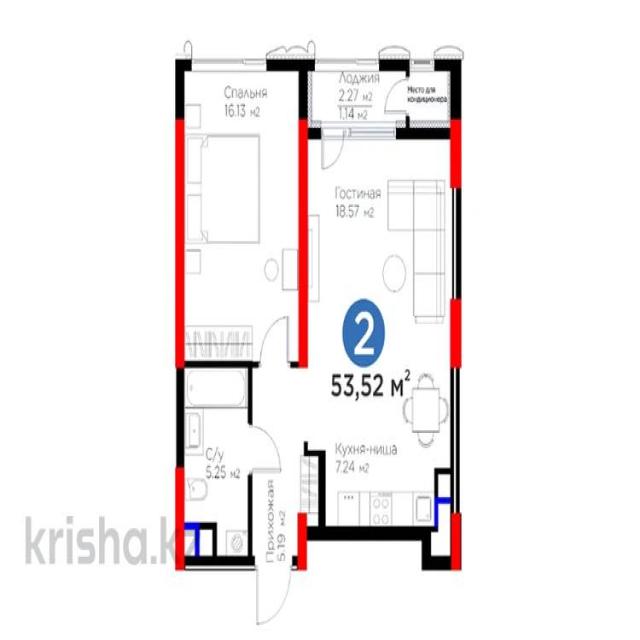 Спальня
16.13 м2
Лоджия
2.27 м2
1.14 м2
Место для
кондиционера
Гостиная
18.57 м2
2
53,52 м2
Кухня-ниша
7.24 м2
С/у
5.25 м2
Прихожая
5.19 м2
krisha.kz